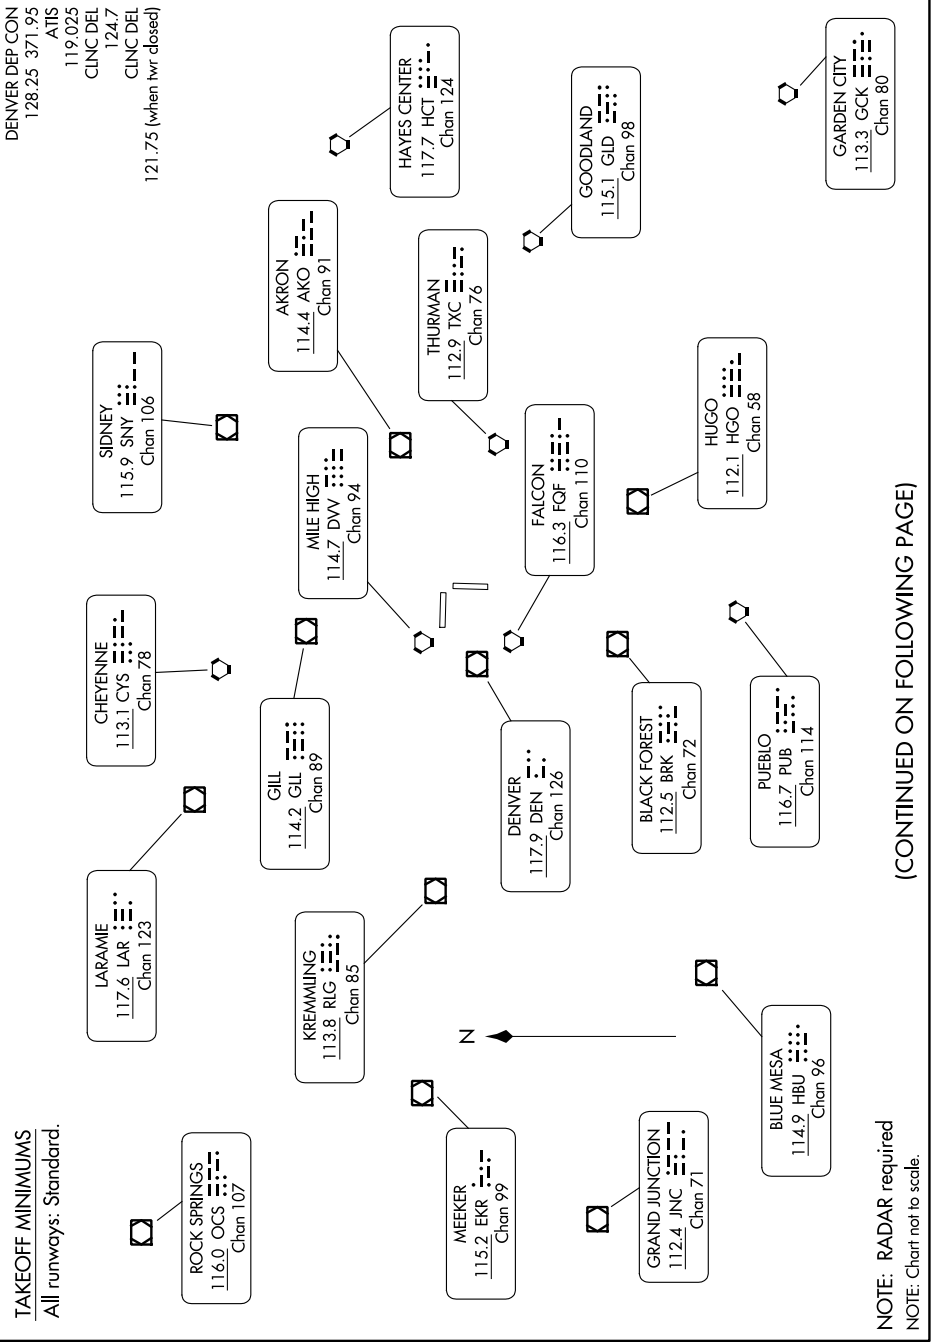 DENVER DEP CON
128.25 371.95
ATIS
119.025
CLNC DEL
124.7
CLNC DEL
121.75 (when twr closed)
TAKEOFF MINIMUMS
All runways: Standard.
ROCK SPRINGS
116.0 OCS
Chan 107
LARAMIE
117.6 LAR
Chan 123
CHEYENNE
113.1 CYS
Chan 78
SIDNEY
115.9 SNY
Chan 106
GILL
114.2 GLL
Chan 89
KREMMLING
113.8 RLG
Chan 85
MILE HIGH
114.7 DVV
Chan 94
AKRON
114.4 AKO
Chan 91
HAYES CENTER
117.7 HCT
Chan 124
THURMAN
112.9 TXC
Chan 76
MEEKER
115.2 EKR
Chan 99
N
DENVER
117.9 DEN
Chan 126
FALCON
116.3 FQF
Chan 110
GOODLAND
115.1 GLD
Chan 98
GRAND JUNCTION
112.4 JNC
Chan 71
BLACK FOREST
112.5 BRK
Chan 72
HUGO
112.1 HGO
Chan 58
BLUE MESA
114.9 HBU
Chan 96
PUEBLO
116.7 PUB
Chan 114
GARDEN CITY
113.3 GCK
Chan 80
NOTE: RADAR required
NOTE: Chart not to scale.
(CONTINUED ON FOLLOWING PAGE)